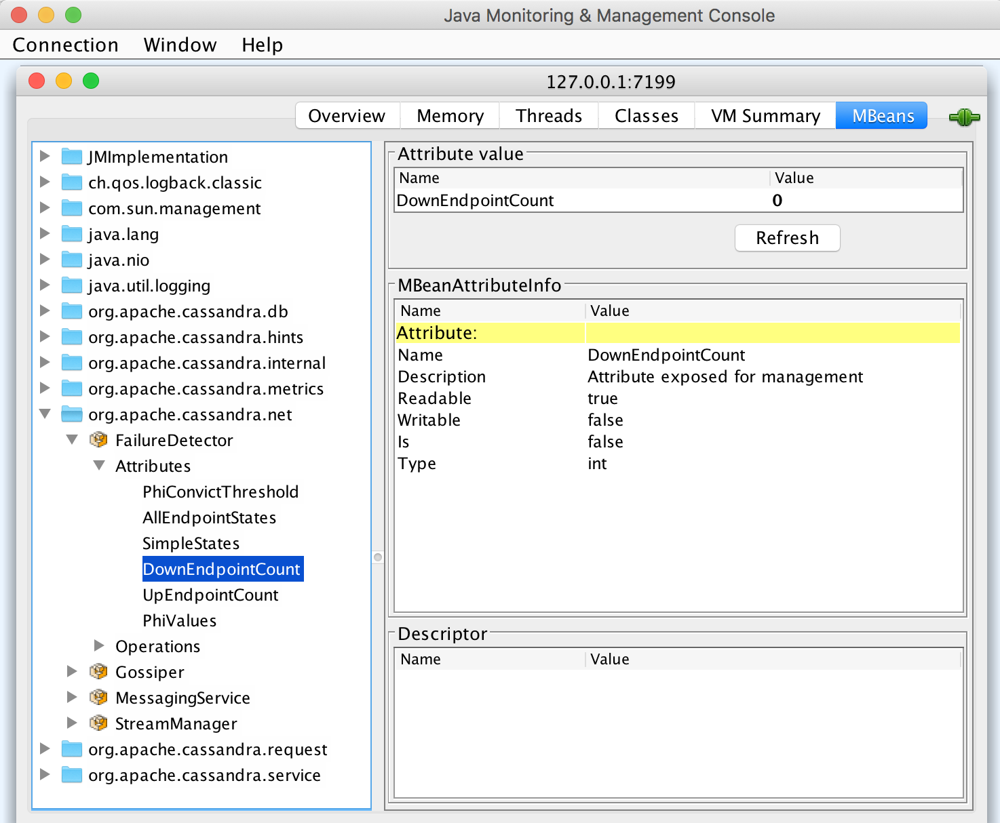 Java Monitoring & Management Console
Connection Window Help
127.0.0.1:7199
Overview Memory Threads Classes VM Summary MBeans
JMImplementation
ch.qos.logback.classic
com.sun.management
java.lang
java.nio
java.util.logging
org.apache.cassandra.db
org.apache.cassandra.hints
org.apache.cassandra.internal
org.apache.cassandra.metrics
org.apache.cassandra.net
FailureDetector
Attributes
PhiConvictThreshold
AllEndpointStates
SimpleStates
DownEndpointCount
UpEndpointCount
PhiValues
Operations
Gossiper
MessagingService
StreamManager
org.apache.cassandra.request
org.apache.cassandra.service
Attribute value
Name Value
DownEndpointCount 0
Refresh
MBeanAttributeInfo
Name Value
Attribute:
Name DownEndpointCount
Description Attribute exposed for management
Readable true
Writable false
Is false
Type int
Descriptor
Name Value